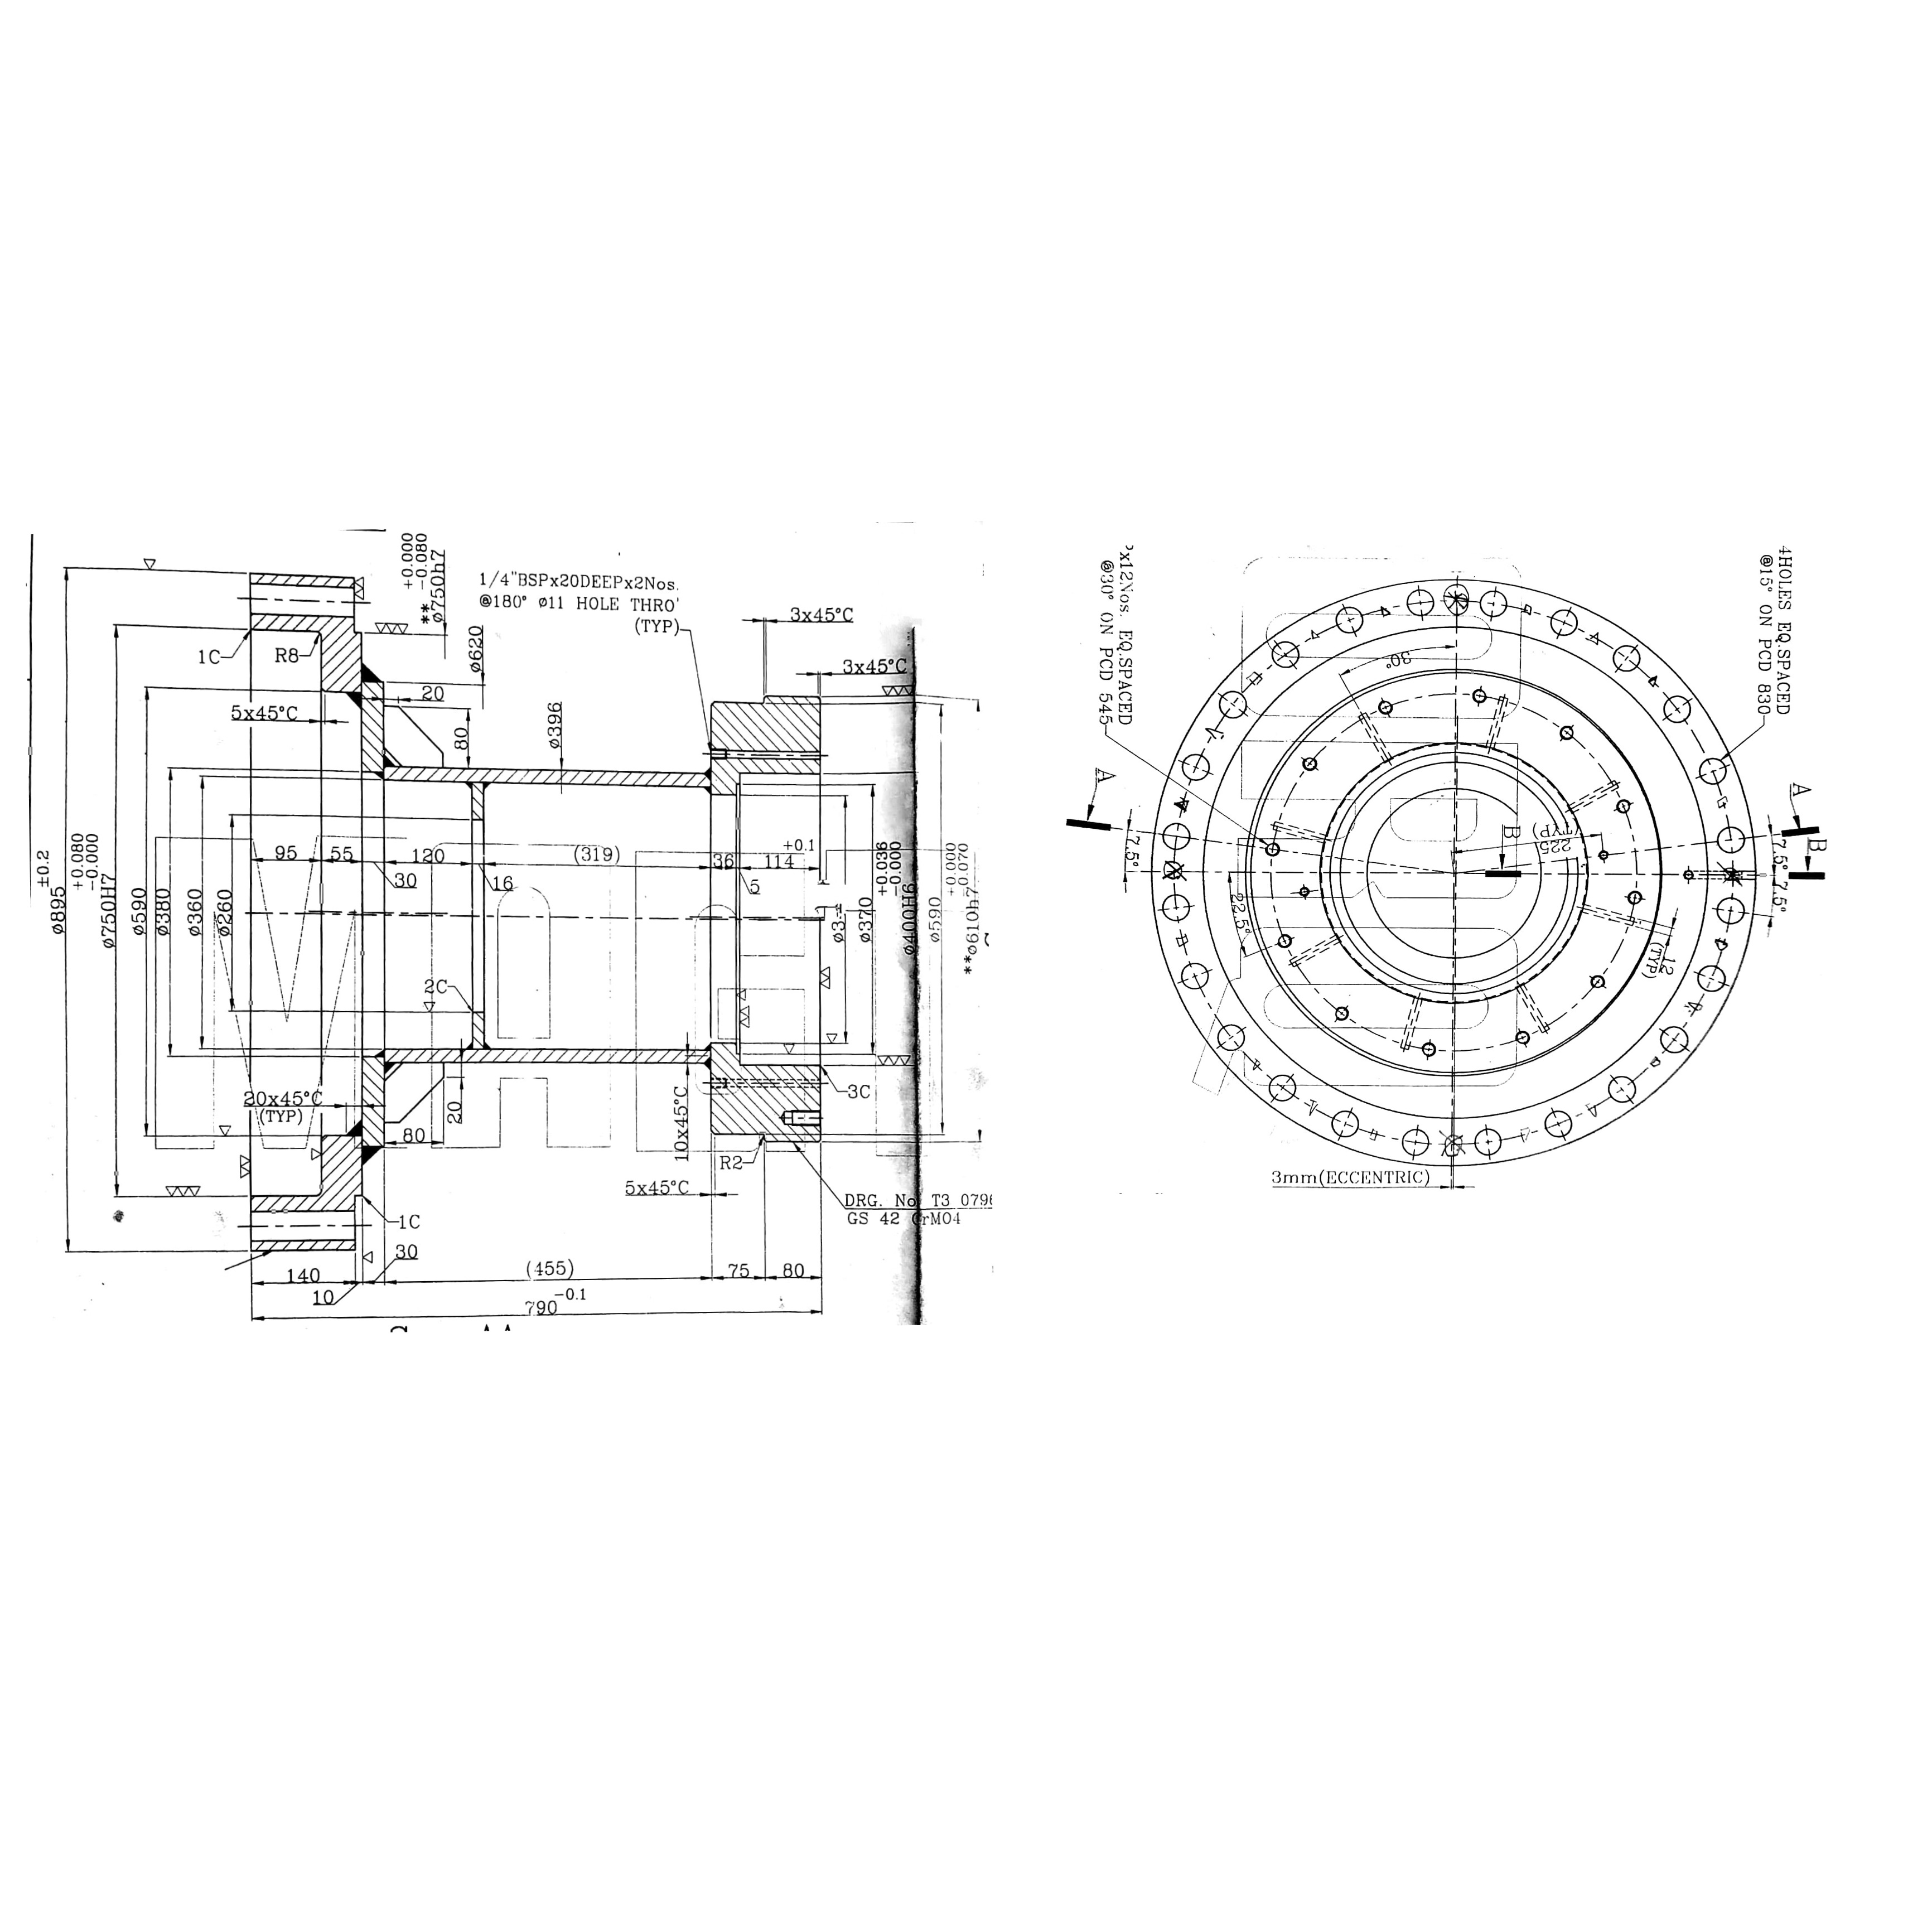 +0.000
-0.080
**
ø750h7
1/4"BSPx20DEEPx2Nos.
@180° ø11 HOLE THRO'
(TYP)
3x45°C
3x45°C
ø620
1C
R8
20
5x45°C
80
ø396
±0.2
ø895
+0.080
-0.000
ø750H7
ø590
ø380
ø360
ø260
95
55
120
(319)
36
+0.1
114
30
16
5
ø370
+0.036
-0.000
ø400H6
ø590
+0.000
-0.070
**ø610h7
2C
20x45°C
(TYP)
20
80
10x45°C
3C
R2
5x45°C
DRG. No T3 079
GS 42 CrMO4
1C
30
140
10
(455)
75
80
-0.1
790
x12Nos. EQ.SPACED
@30° ON PCD 545
4HOLES EQ.SPACED
@15° ON PCD 830
30°
A
A
B
B
7.5°
7.5°
7.5°
225
(TYP)
22.5°
12
(TYP)
3mm(ECCENTRIC)